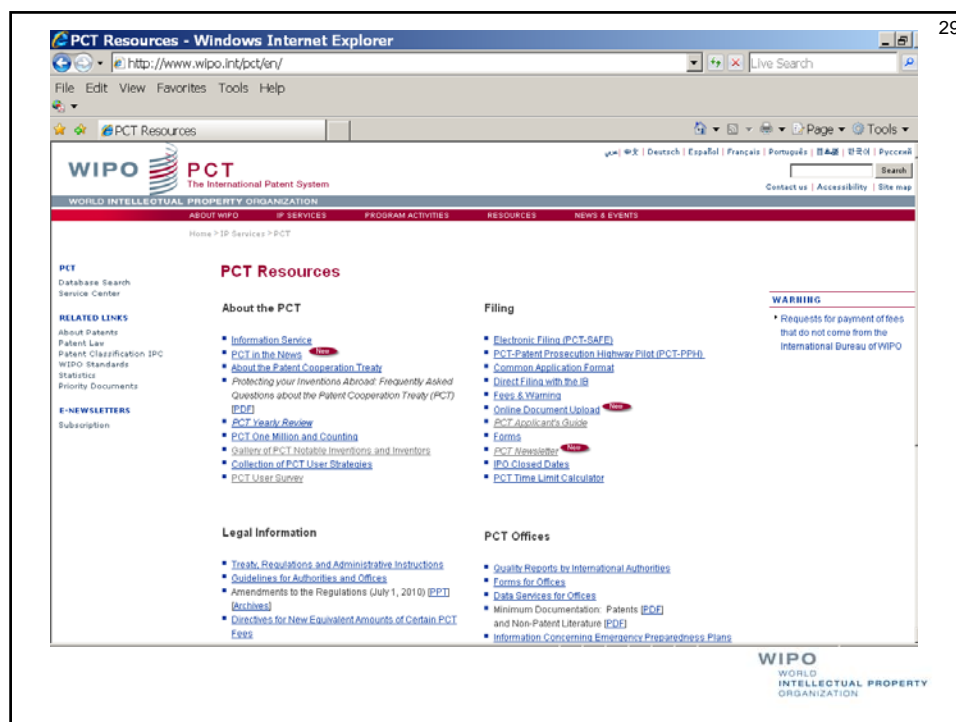 29
PCT Resources - Windows Internet Explorer
http://www.wipo.int/pct/en/
Live Search
File Edit View Favorites Tools Help
PCT Resources
Page Tools
عربي | 中文 | Deutsch | Español | Français | Português | 日本語 | 한국어 | Русский
WIPO
PCT
The International Patent System
Search
Contact us | Accessibility | Site map
WORLD INTELLECTUAL PROPERTY ORGANIZATION
ABOUT WIPO IP SERVICES PROGRAM ACTIVITIES RESOURCES NEWS & EVENTS
Home > IP Services > PCT
PCT
Database Search
Service Center
RELATED LINKS
About Patents
Patent Law
Patent Classification IPC
WIPO Standards
Statistics
Priority Documents
E-NEWSLETTERS
Subscription
PCT Resources
About the PCT
Information Service
PCT in the News New
About the Patent Cooperation Treaty
Protecting your Inventions Abroad: Frequently Asked
Questions about the Patent Cooperation Treaty (PCT)
[PDF]
PCT Yearly Review
PCT One Million and Counting
Gallery of PCT Notable Inventions and Inventors
Collection of PCT User Strategies
PCT User Survey
Filing
Electronic Filing (PCT-SAFE)
PCT-Patent Prosecution Highway Pilot (PCT-PPH)
Common Application Format
Direct Filing with the IB
Fees & Warning
Online Document Upload New
PCT Applicant's Guide
Forms
PCT Newsletter New
IPO Closed Dates
PCT Time Limit Calculator
WARNING
Requests for payment of fees
that do not come from the
International Bureau of WIPO
Legal Information
Treaty, Regulations and Administrative Instructions
Guidelines for Authorities and Offices
Amendments to the Regulations (July 1, 2010) [PPT]
[Archives]
Directives for New Equivalent Amounts of Certain PCT
Fees
PCT Offices
Quality Reports by International Authorities
Forms for Offices
Data Services for Offices
Minimum Documentation: Patents [PDF]
and Non-Patent Literature [PDF]
Information Concerning Emergency Preparedness Plans
WIPO
WORLD
INTELLECTUAL PROPERTY
ORGANIZATION